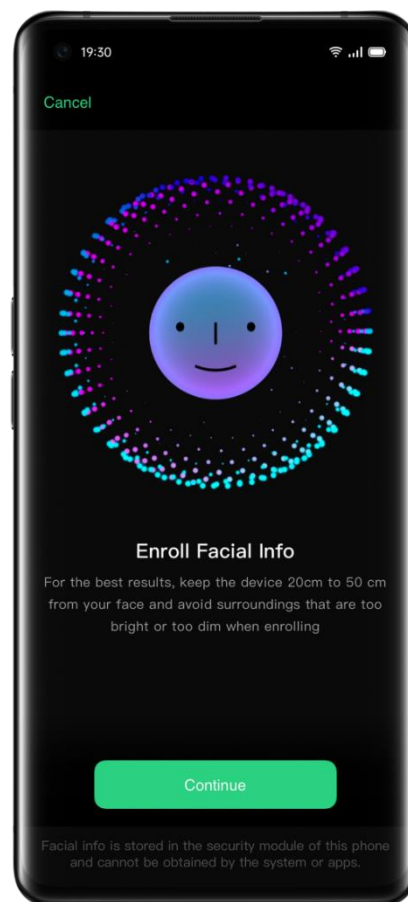 19:30
Cancel
Enroll Facial Info
For the best results, keep the device 20cm to 50 cm
from your face and avoid surroundings that are too
bright or too dim when enrolling
Continue
Facial info is stored in the security module of this phone
and cannot be obtained by the system or apps.